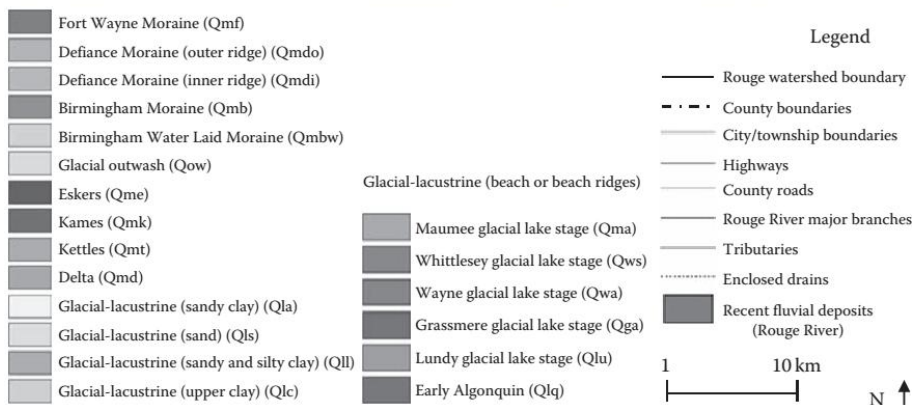 Fort Wayne Moraine (Qmf)
Defiance Moraine (outer ridge) (Qmdo)
Defiance Moraine (inner ridge) (Qmdi)
Birmingham Moraine (Qmb)
Birmingham Water Laid Moraine (Qmbw)
Glacial outwash (Qow)
Eskers (Qme)
Kames (Qmk)
Kettles (Qmt)
Delta (Qmd)
Glacial-lacustrine (sandy clay) (Qla)
Glacial-lacustrine (sand) (Qls)
Glacial-lacustrine (sandy and silty clay) (Qll)
Glacial-lacustrine (upper clay) (Qlc)
Glacial-lacustrine (beach or beach ridges)
Maumee glacial lake stage (Qma)
Whittlesey glacial lake stage (Qws)
Wayne glacial lake stage (Qwa)
Grassmere glacial lake stage (Qga)
Lundy glacial lake stage (Qlu)
Early Algonquin (Qlq)
Legend
Rouge watershed boundary
County boundaries
City/township boundaries
Highways
County roads
Rouge River major branches
Tributaries
Enclosed drains
Recent fluvial deposits
(Rouge River)
1 10 km
N